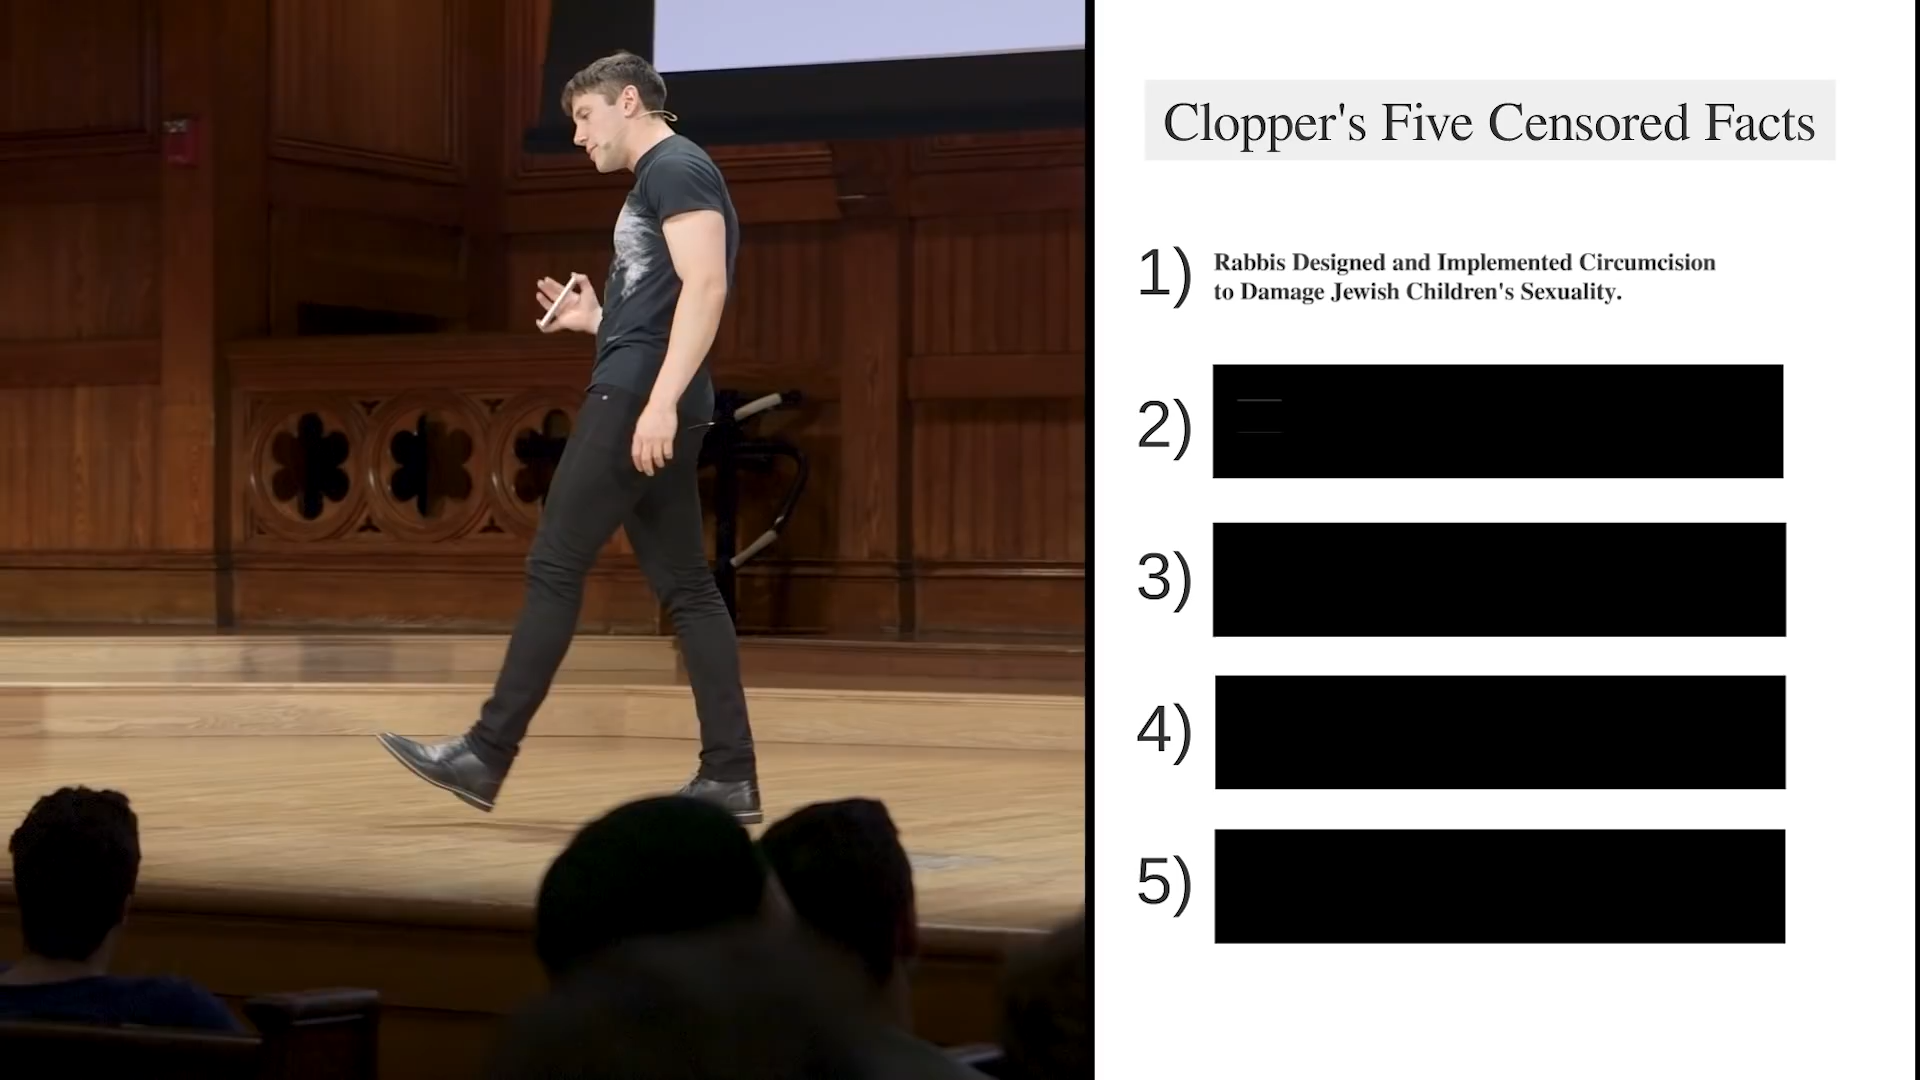 Clopper's Five Censored Facts
1) Rabbis Designed and Implemented Circumcision
to Damage Jewish Children's Sexuality.
2)
3)
4)
5)